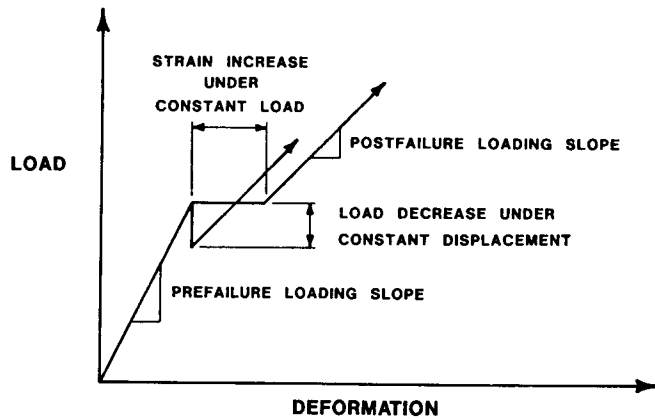 STRAIN INCREASE
UNDER
CONSTANT LOAD
LOAD
POSTFAILURE LOADING SLOPE
LOAD DECREASE UNDER
CONSTANT DISPLACEMENT
PREFAILURE LOADING SLOPE
DEFORMATION